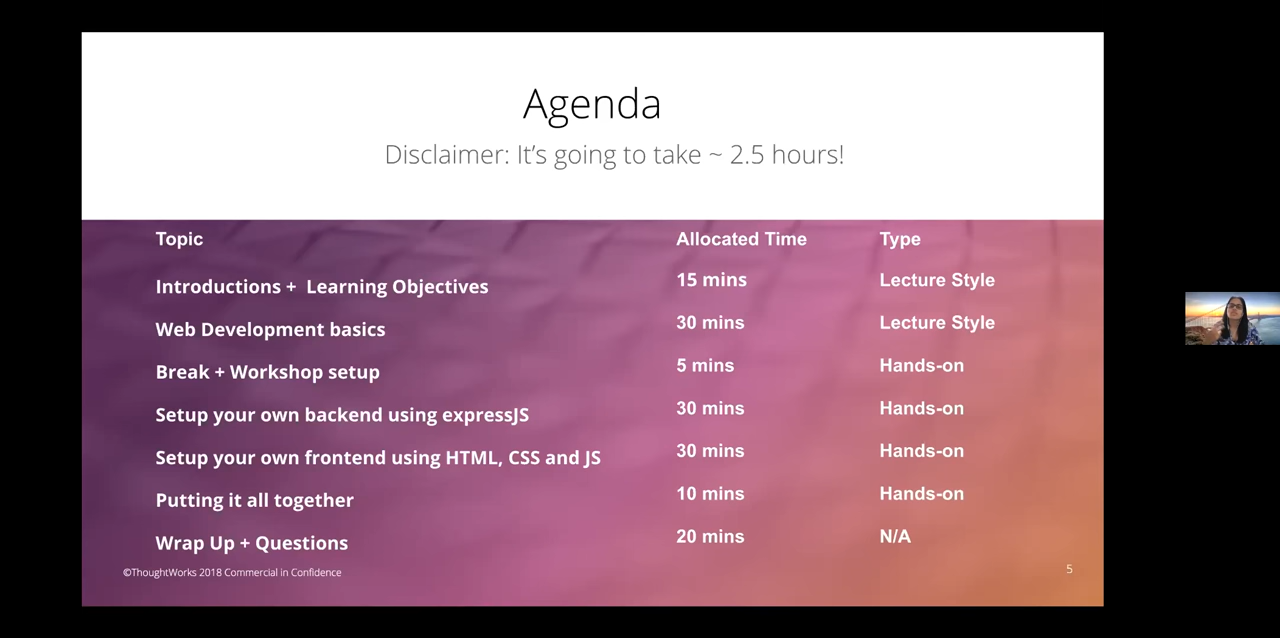 Agenda
Disclaimer: It's going to take ~ 2.5 hours!
Topic Allocated Time Type
Introductions +  Learning Objectives 15 mins Lecture Style
Web Development basics 30 mins Lecture Style
Break + Workshop setup 5 mins Hands-on
Setup your own backend using expressJS 30 mins Hands-on
Setup your own frontend using HTML, CSS and JS 30 mins Hands-on
Putting it all together 10 mins Hands-on
Wrap Up + Questions 20 mins N/A
©ThoughtWorks 2018 Commercial in Confidence 5